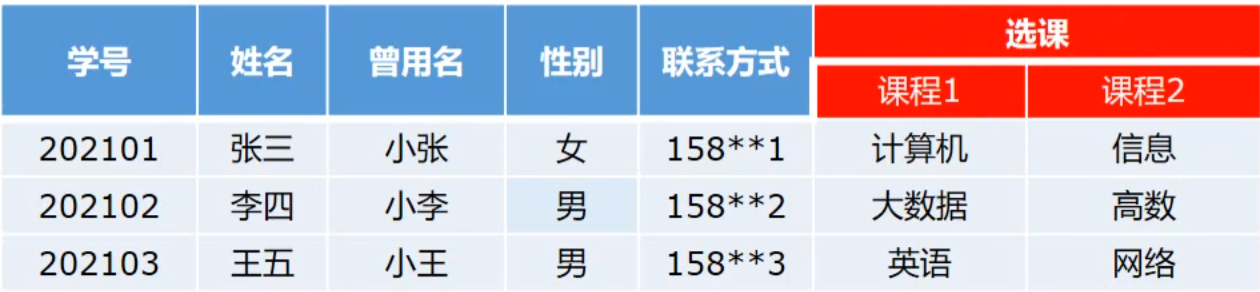 学号 姓名 曾用名 性别 联系方式 选课
课程1 课程2
202101 张三 小张 女 158**1 计算机 信息
202102 李四 小李 男 158**2 大数据 高数
202103 王五 小王 男 158**3 英语 网络